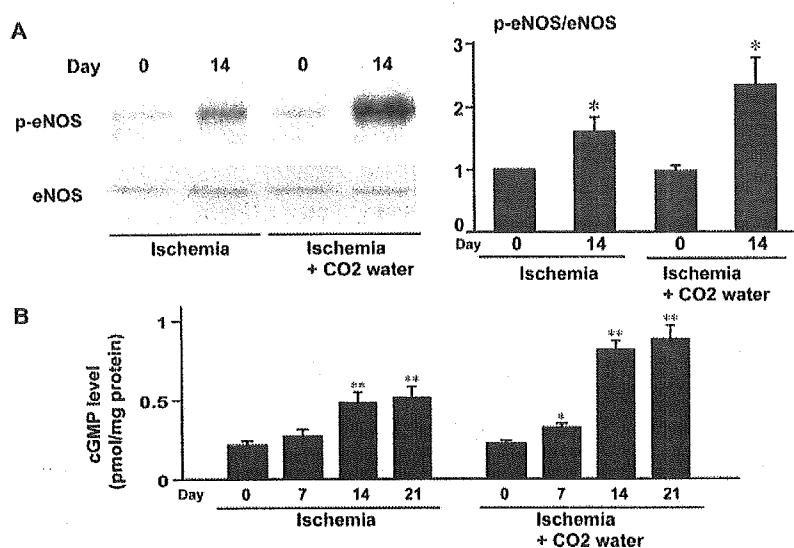 A
Day 0 14 0 14
p-eNOS
eNOS
Ischemia
Ischemia
+ CO2 water
p-eNOS/eNOS
3
2
1
0
*
*
Day 0 14 0 14
Ischemia
Ischemia
+ CO2 water
B
cGMP level
(pmol/mg protein)
1
0.5
0
** ** * ** **
Day 0 7 14 21 0 7 14 21
Ischemia
Ischemia
+ CO2 water